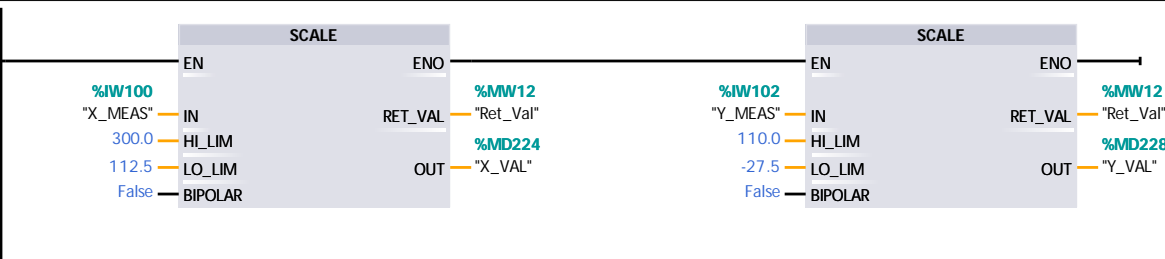 SCALE
EN ENO
%IW100 %MW12
"X_MEAS" IN RET_VAL "Ret_Val"
300.0 HI_LIM %MD224
112.5 LO_LIM OUT "X_VAL"
False BIPOLAR
SCALE
EN ENO
%IW102 %MW12
"Y_MEAS" IN RET_VAL "Ret_Val"
110.0 HI_LIM %MD228
-27.5 LO_LIM OUT "Y_VAL"
False BIPOLAR